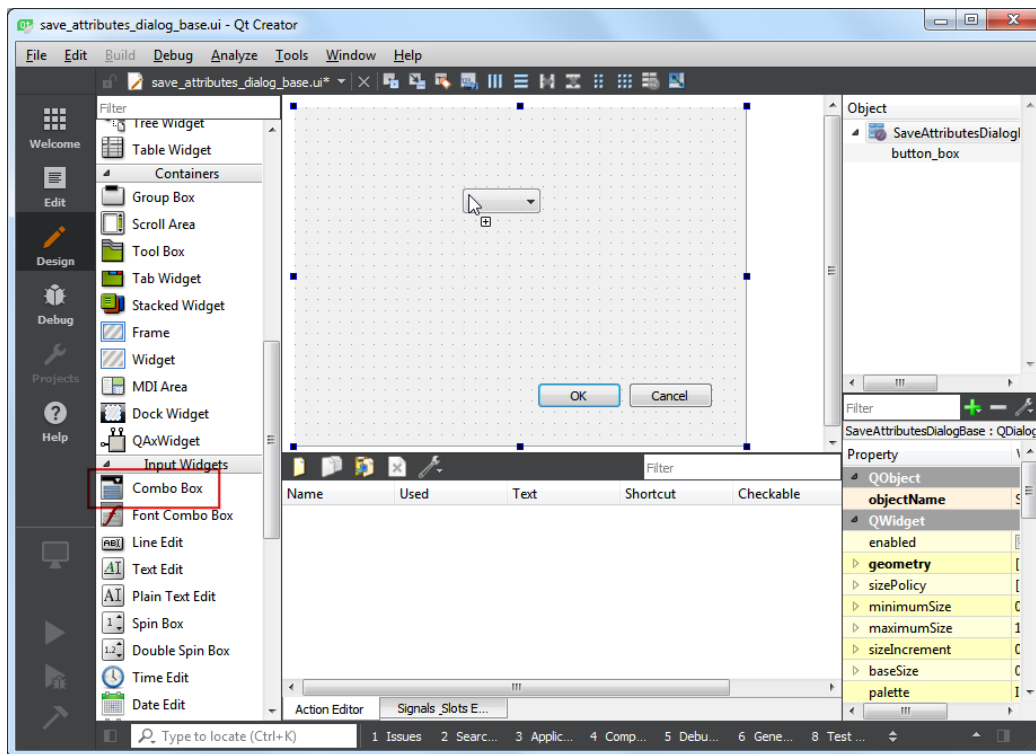 save_attributes_dialog_base.ui - Qt Creator
File Edit Build Debug Analyze Tools Window Help
save_attributes_dialog_base.ui*
Welcome
Edit
Design
Debug
Projects
Help
Filter
Tree Widget
Table Widget
Containers
Group Box
Scroll Area
Tool Box
Tab Widget
Stacked Widget
Frame
Widget
MDI Area
Dock Widget
QAxWidget
Input Widgets
Combo Box
Font Combo Box
Line Edit
Text Edit
Plain Text Edit
Spin Box
Double Spin Box
Time Edit
Date Edit
OK Cancel
Filter
Name Used Text Shortcut Checkable
Action Editor Signals _Slots E...
Object
SaveAttributesDialog
button_box
Filter
SaveAttributesDialogBase : QDialog
Property
QObject
objectName
QWidget
enabled
geometry
sizePolicy
minimumSize
maximumSize
sizeIncrement
baseSize
palette
Type to locate (Ctrl+K) 1 Issues 2 Searc... 3 Applic... 4 Comp... 5 Debu... 6 Gene... 8 Test ...